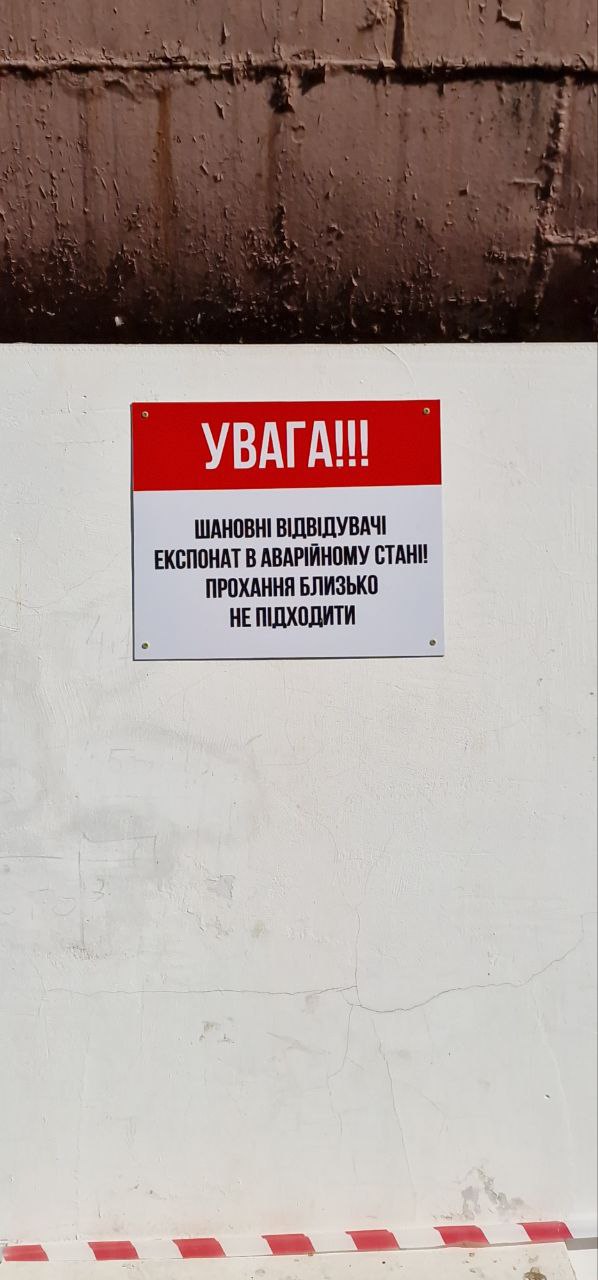 УВАГА!!!
ШАНОВНІ ВІДВІДУВАЧІ
ЕКСПОНАТ В АВАРІЙНОМУ СТАНІ!
ПРОХАННЯ БЛИЗЬКО
НЕ ПІДХОДИТИ